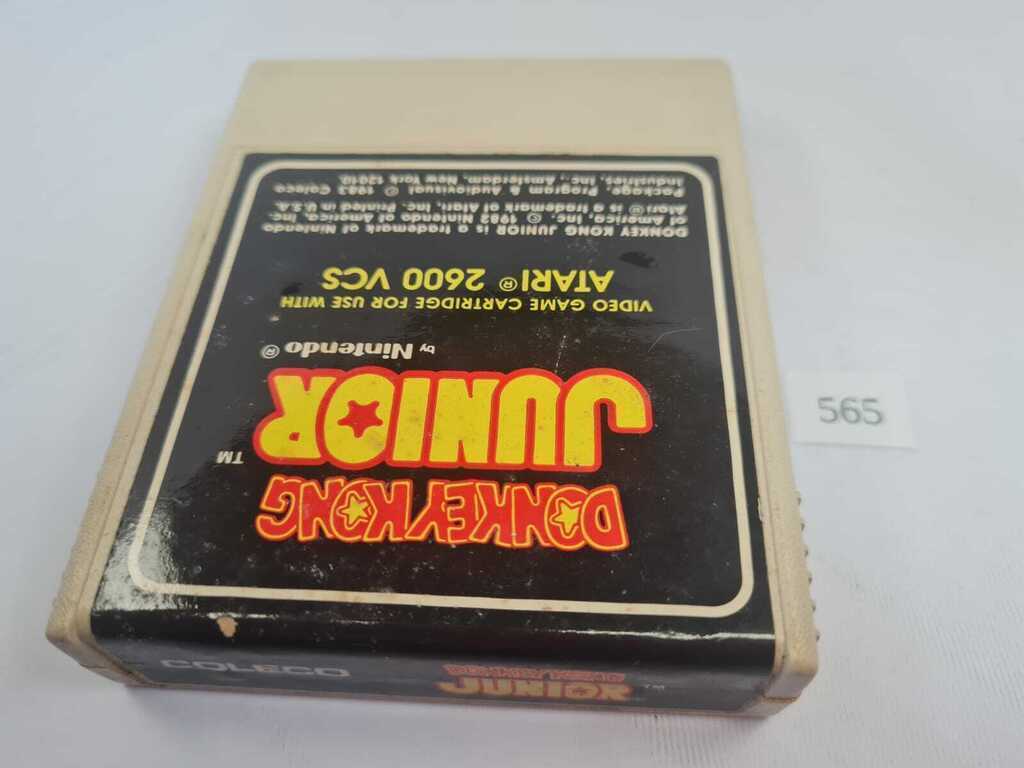 DONKEY KONG
JUNIOR TM
by Nintendo ®
VIDEO GAME CARTRIDGE FOR USE WITH
ATARI® 2600 VCS
DONKEY KONG JUNIOR is a trademark of Nintendo
of America, Inc. © 1982 Nintendo of America, Inc.
Atari® is a trademark of Atari, Inc. Printed in U.S.A.
Package, Program & Audiovisual © 1983 Coleco
Industries, Inc., Amsterdam, New York 12010
COLECO
DONKEY KONG
JUNIOR
565